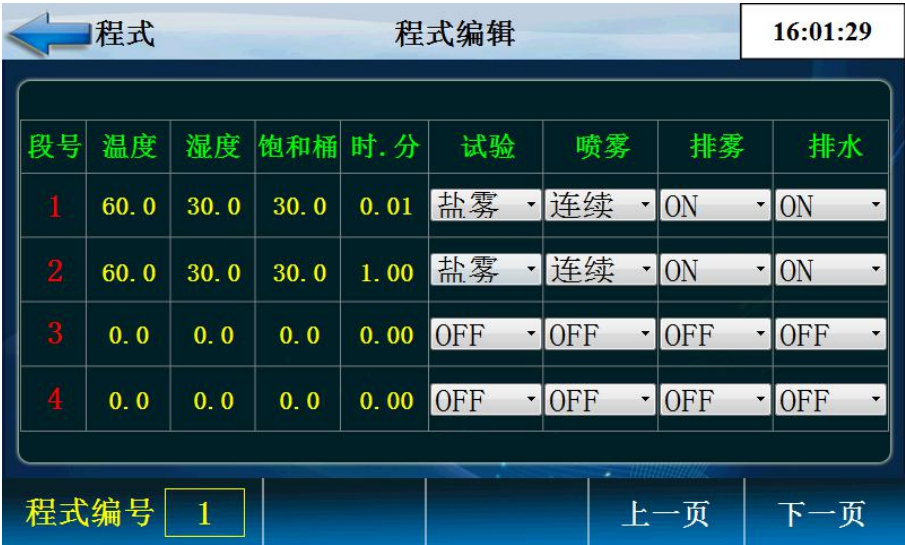 程式 程式编辑 16:01:29
段号 温度 湿度 饱和桶 时.分 试验 喷雾 排雾 排水
1 60.0 30.0 30.0 0.01 盐雾 连续 ON ON
2 60.0 30.0 30.0 1.00 盐雾 连续 ON ON
3 0.0 0.0 0.0 0.00 OFF OFF OFF OFF
4 0.0 0.0 0.0 0.00 OFF OFF OFF OFF
程式编号 1 上一页 下一页